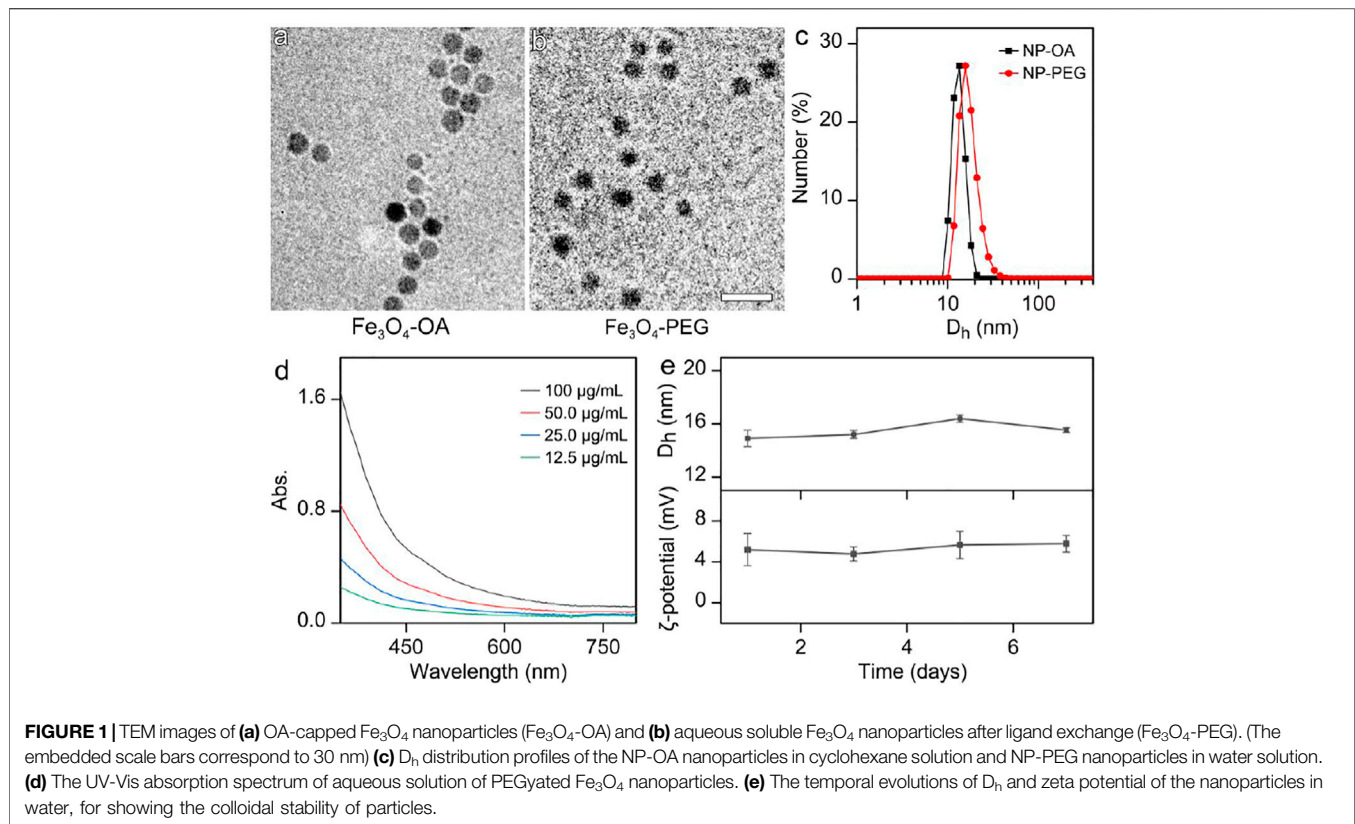 a
b
Fe₃O₄-OA
Fe₃O₄-PEG
c
NP-OA
NP-PEG
30
20
10
0
Number (%)
1
10
100
Dₕ (nm)
d
100 µg/mL
50.0 µg/mL
25.0 µg/mL
12.5 µg/mL
1.6
0.8
0.0
Abs.
450
600
750
Wavelength (nm)
e
20
16
12
Dh (nm)
8
4
0
ζ-potential (mV)
2
4
6
Time (days)
FIGURE 1 | TEM images of (a) OA-capped Fe₃O₄ nanoparticles (Fe₃O₄-OA) and (b) aqueous soluble Fe₃O₄ nanoparticles after ligand exchange (Fe₃O₄-PEG). (The
embedded scale bars correspond to 30 nm) (c) Dₕ distribution profiles of the NP-OA nanoparticles in cyclohexane solution and NP-PEG nanoparticles in water solution.
(d) The UV-Vis absorption spectrum of aqueous solution of PEGyated Fe₃O₄ nanoparticles. (e) The temporal evolutions of Dₕ and zeta potential of the nanoparticles in
water, for showing the colloidal stability of particles.